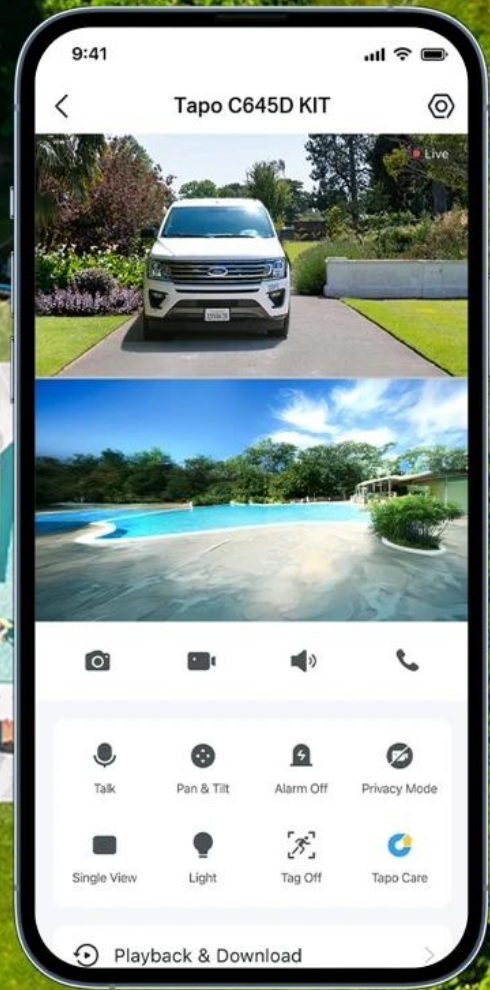 9:41
Tapo C645D KIT
Live
Talk
Pan & Tilt
Alarm Off
Privacy Mode
Single View
Light
Tag Off
Tapo Care
Playback & Download